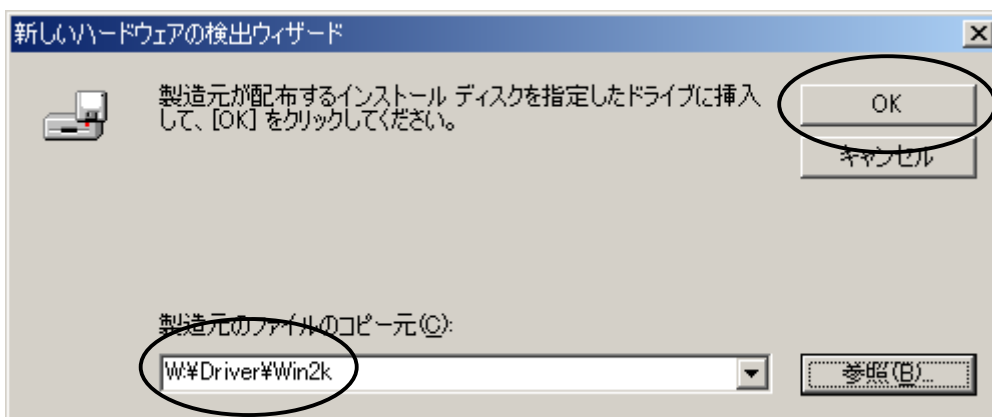 新しいハードウェアの検出ウィザード
製造元が配布するインストール ディスクを指定したドライブに挿入
して、[OK] をクリックしてください。
OK
キャンセル
製造元のファイルのコピー元(C):
W:¥Driver¥Win2k
参照(B)...